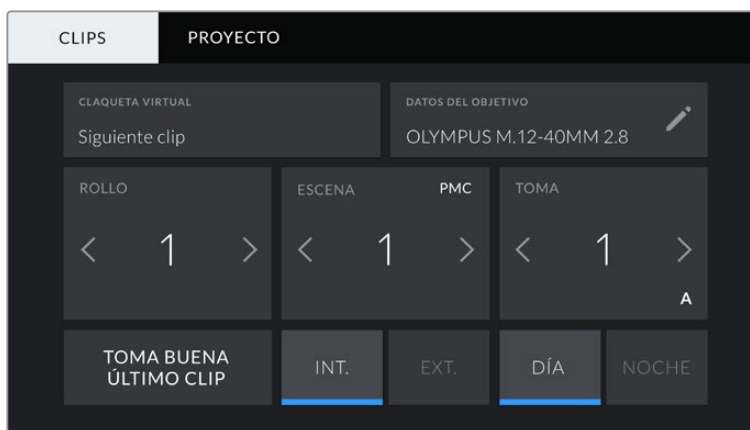 CLIPS PROYECTO
CLAQUETA VIRTUAL DATOS DEL OBJETIVO
Siguiente clip OLYMPUS M.12-40MM 2.8
ROLLO ESCENA PMC TOMA
1 1 1
A
TOMA BUENA
ÚLTIMO CLIP
INT. EXT. DÍA NOCHE